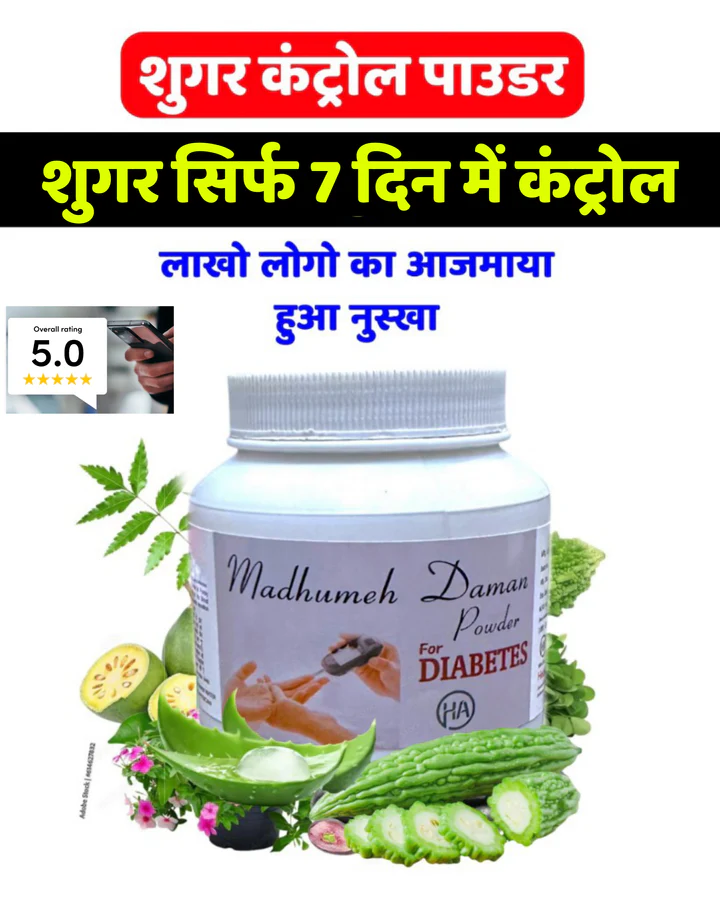 शुगर कंट्रोल पाउडर
शुगर सिर्फ 7 दिन में कंट्रोल
लाखो लोगो का आजमाया
हुआ नुस्खा
Overall rating
5.0
Madhumeh Daman
Powder
For
DIABETES
HA